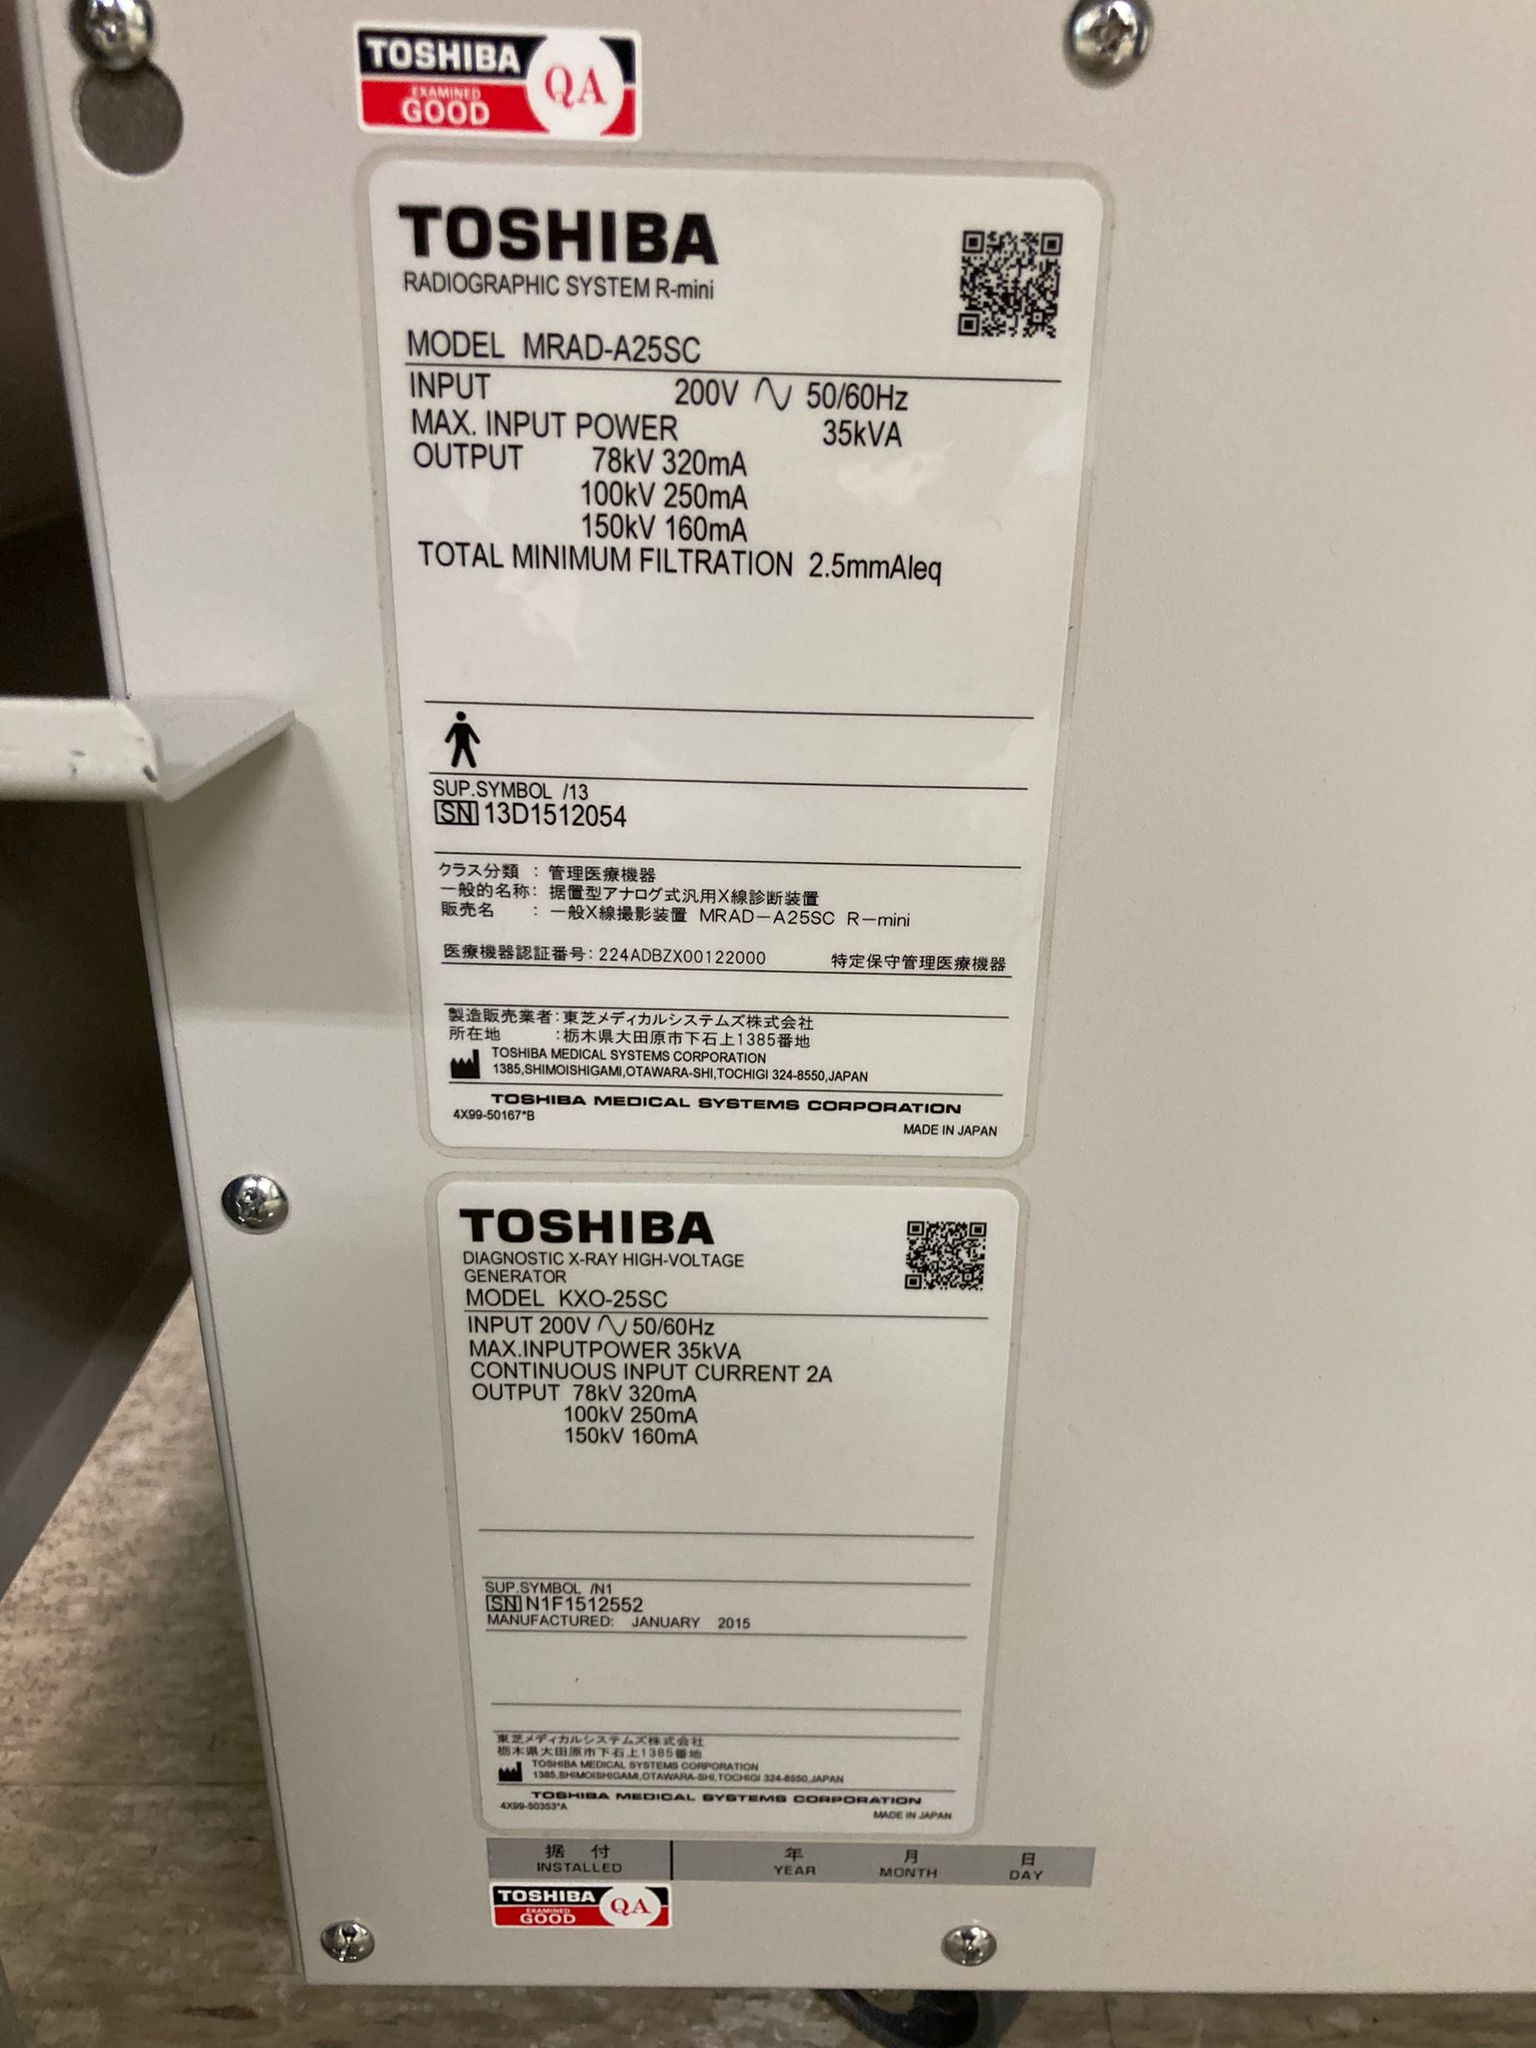 TOSHIBA
EXAMINED
GOOD
QA
TOSHIBA
RADIOGRAPHIC SYSTEM R-mini
MODEL MRAD-A25SC
INPUT 200V 50/60Hz
MAX. INPUT POWER 35kVA
OUTPUT 78kV 320mA
100kV 250mA
150kV 160mA
TOTAL MINIMUM FILTRATION 2.5mmAleq
SUP.SYMBOL /13
SN 13D1512054
クラス分類 : 管理医療機器
一般的名称: 据置型アナログ式汎用X線診断装置
販売名 : 一般X線撮影装置 MRAD-A25SC R-mini
医療機器認証番号: 224ADBZX00122000 特定保守管理医療機器
製造販売業者:東芝メディカルシステムズ株式会社
所在地 :栃木県大田原市下石上1385番地
TOSHIBA MEDICAL SYSTEMS CORPORATION
1385,SHIMOISHIGAMI,OTAWARA-SHI,TOCHIGI 324-8550,JAPAN
TOSHIBA MEDICAL SYSTEMS CORPORATION
4X99-50167*B
MADE IN JAPAN
TOSHIBA
DIAGNOSTIC X-RAY HIGH-VOLTAGE
GENERATOR
MODEL KXO-25SC
INPUT 200V 50/60Hz
MAX.INPUTPOWER 35kVA
CONTINUOUS INPUT CURRENT 2A
OUTPUT 78kV 320mA
100kV 250mA
150kV 160mA
SUP.SYMBOL /N1
SN N1F1512552
MANUFACTURED: JANUARY 2015
東芝メディカルシステムズ株式会社
栃木県大田原市下石上1385番地
TOSHIBA MEDICAL SYSTEMS CORPORATION
1385,SHIMOISHIGAMI,OTAWARA-SHI,TOCHIGI 324-8550,JAPAN
TOSHIBA MEDICAL SYSTEMS CORPORATION
4X99-50353*A
MADE IN JAPAN
据付 年 月 日
INSTALLED YEAR MONTH DAY
TOSHIBA
EXAMINED
GOOD
QA